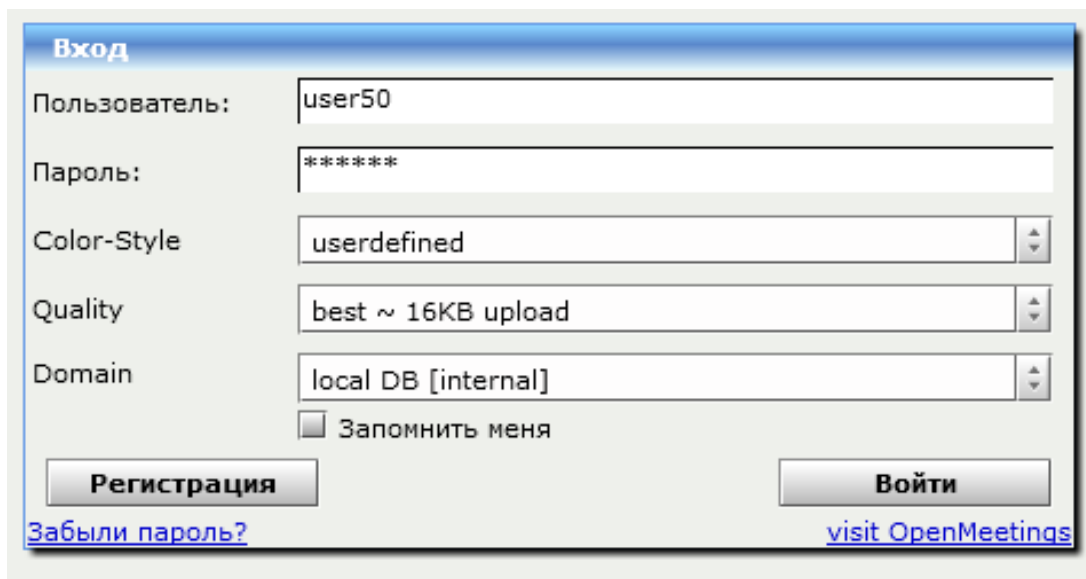 Вход
Пользователь: user50
Пароль: ******
Color-Style userdefined
Quality best ~ 16KB upload
Domain local DB [internal]
Запомнить меня
Регистрация Войти
Забыли пароль? visit OpenMeetings